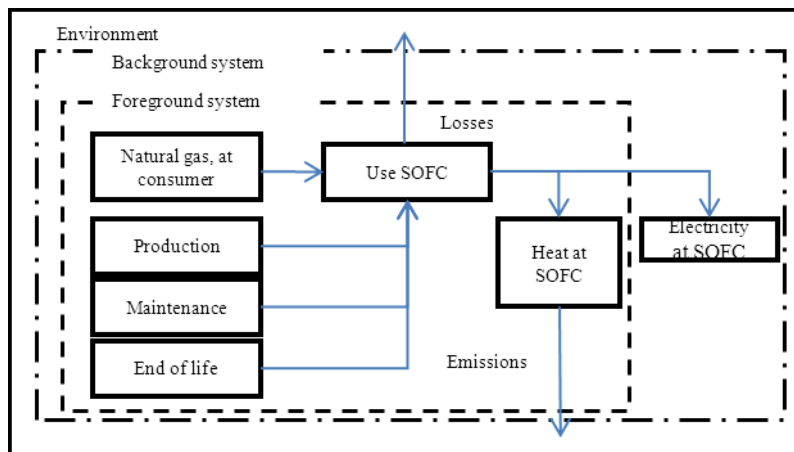 Environment
Background system
Foreground system
Losses
Natural gas, at
consumer
Use SOFC
Production
Heat at
SOFC
Electricity
at SOFC
Maintenance
End of life
Emissions